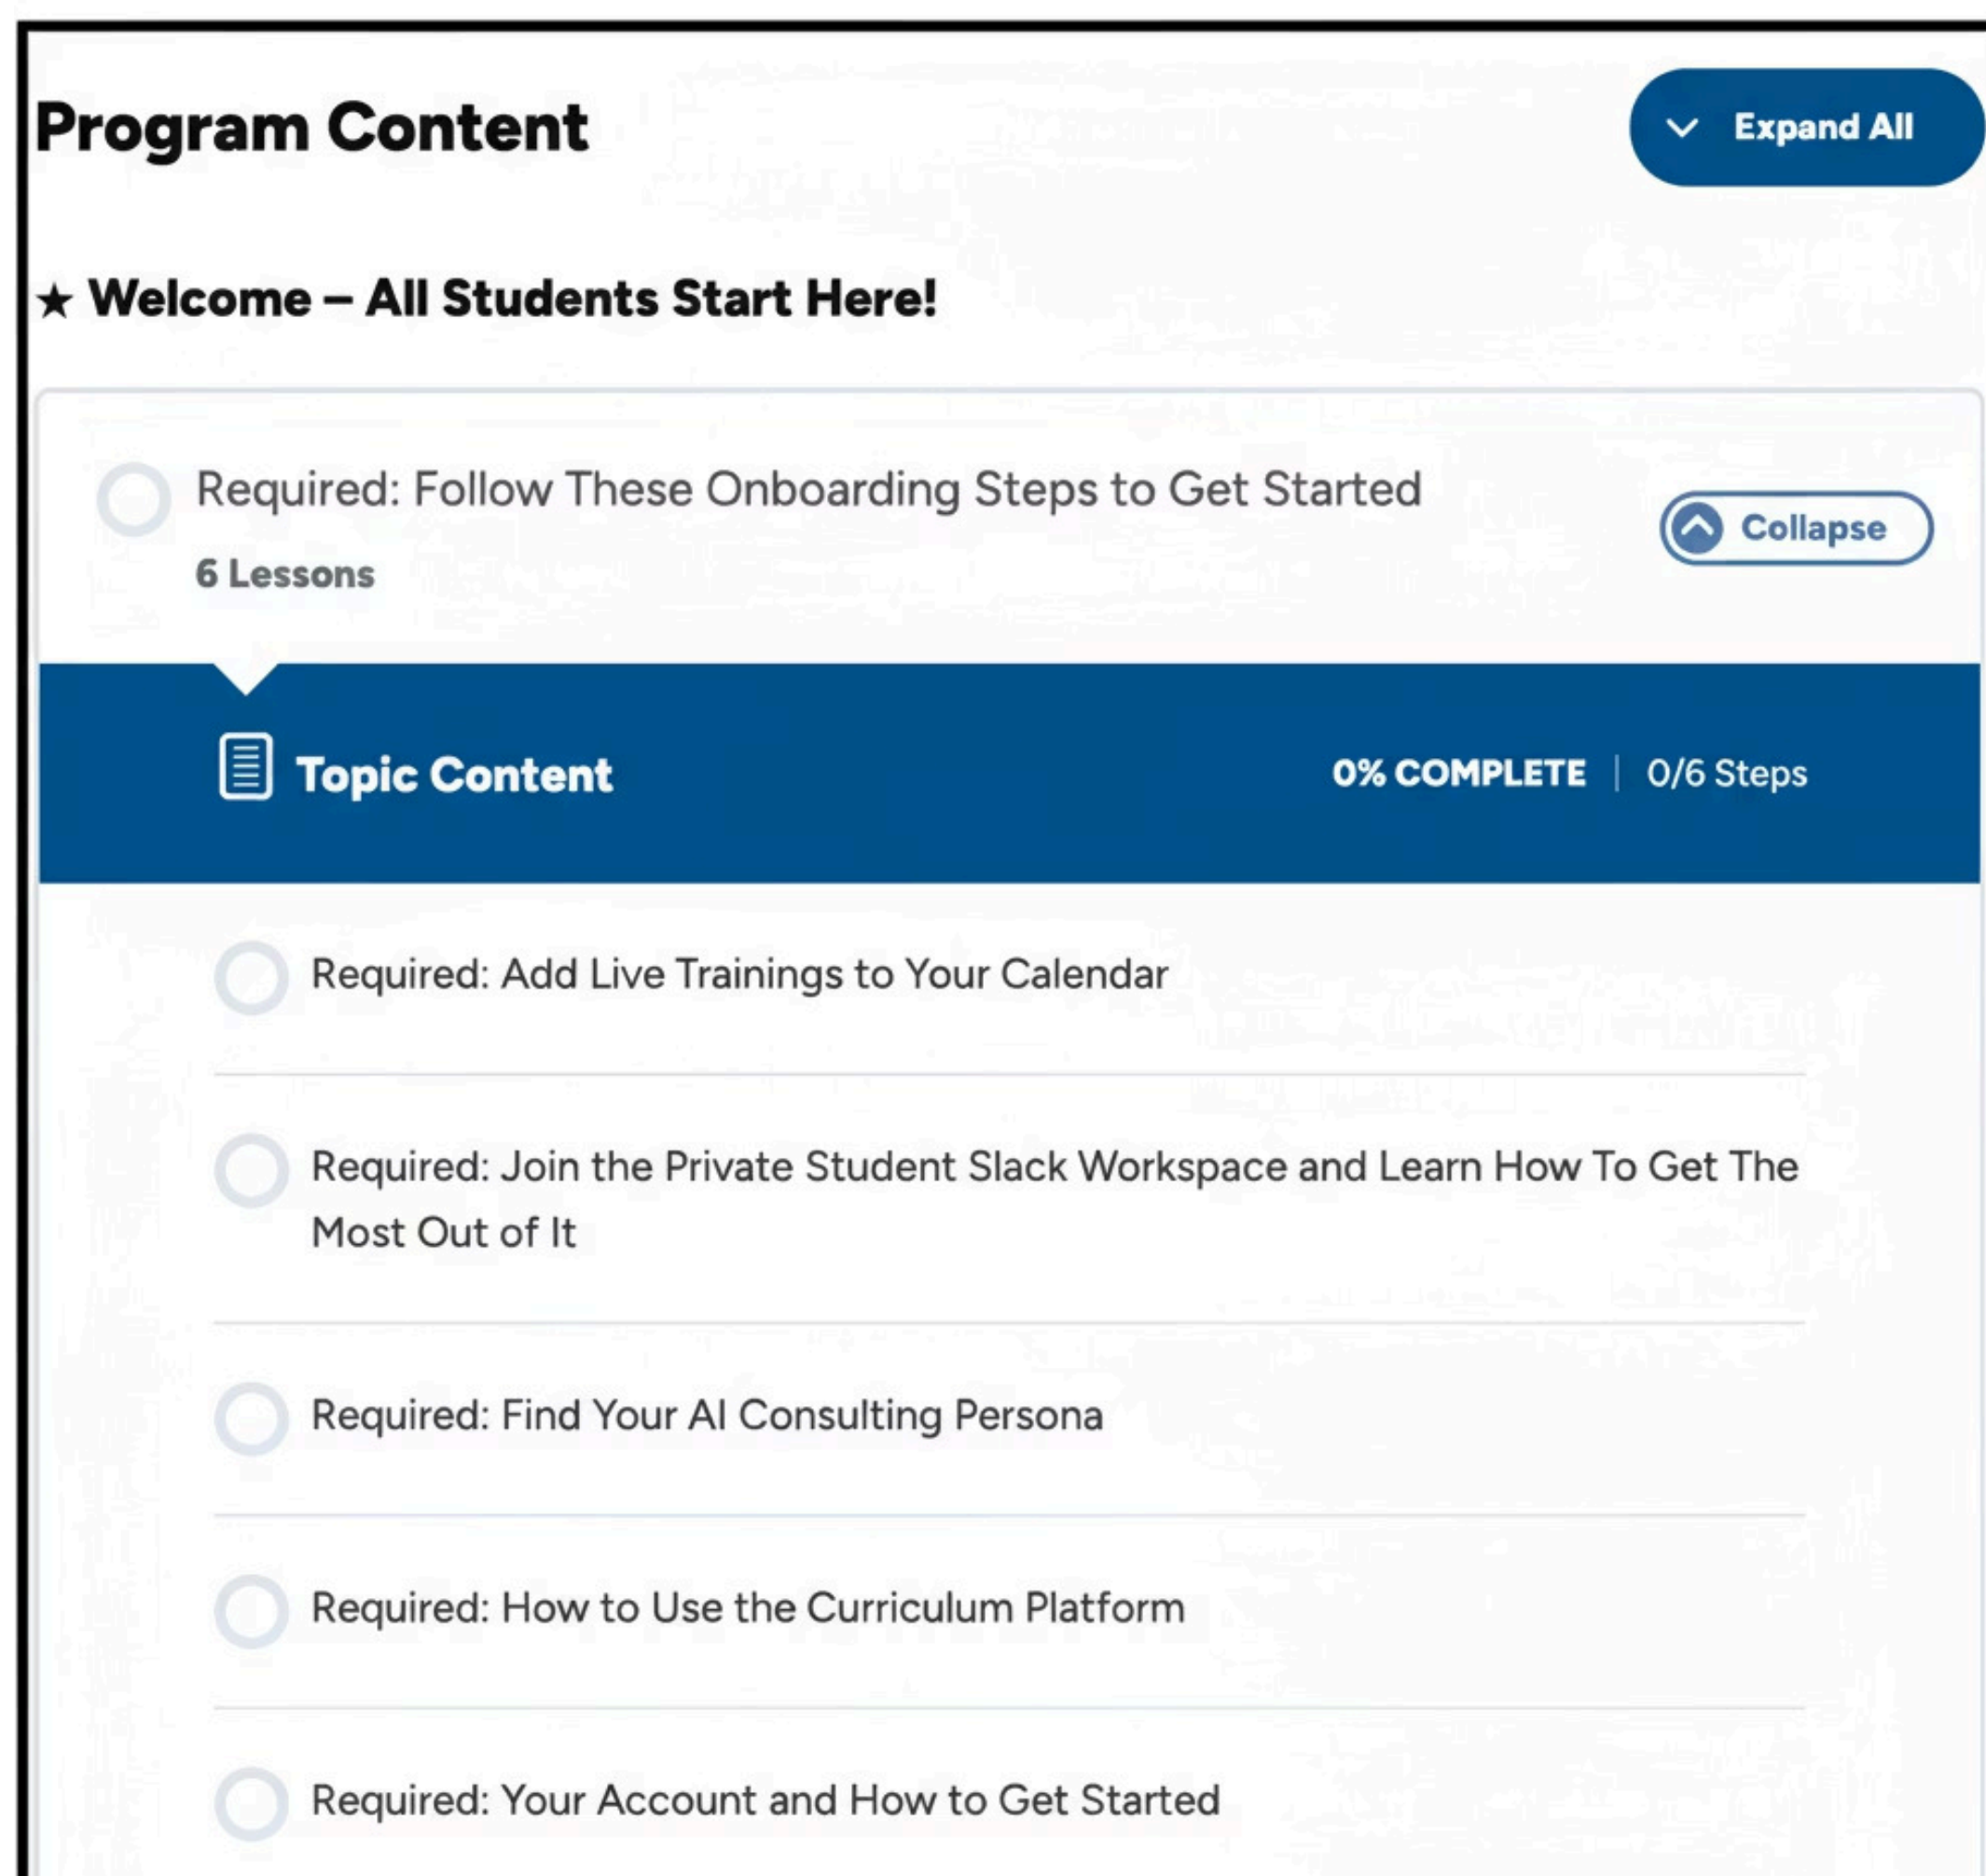 Program Content
Expand All
★ Welcome – All Students Start Here!
Required: Follow These Onboarding Steps to Get Started
Collapse
6 Lessons
Topic Content
0% COMPLETE | 0/6 Steps
Required: Add Live Trainings to Your Calendar
Required: Join the Private Student Slack Workspace and Learn How To Get The
Most Out of It
Required: Find Your AI Consulting Persona
Required: How to Use the Curriculum Platform
Required: Your Account and How to Get Started